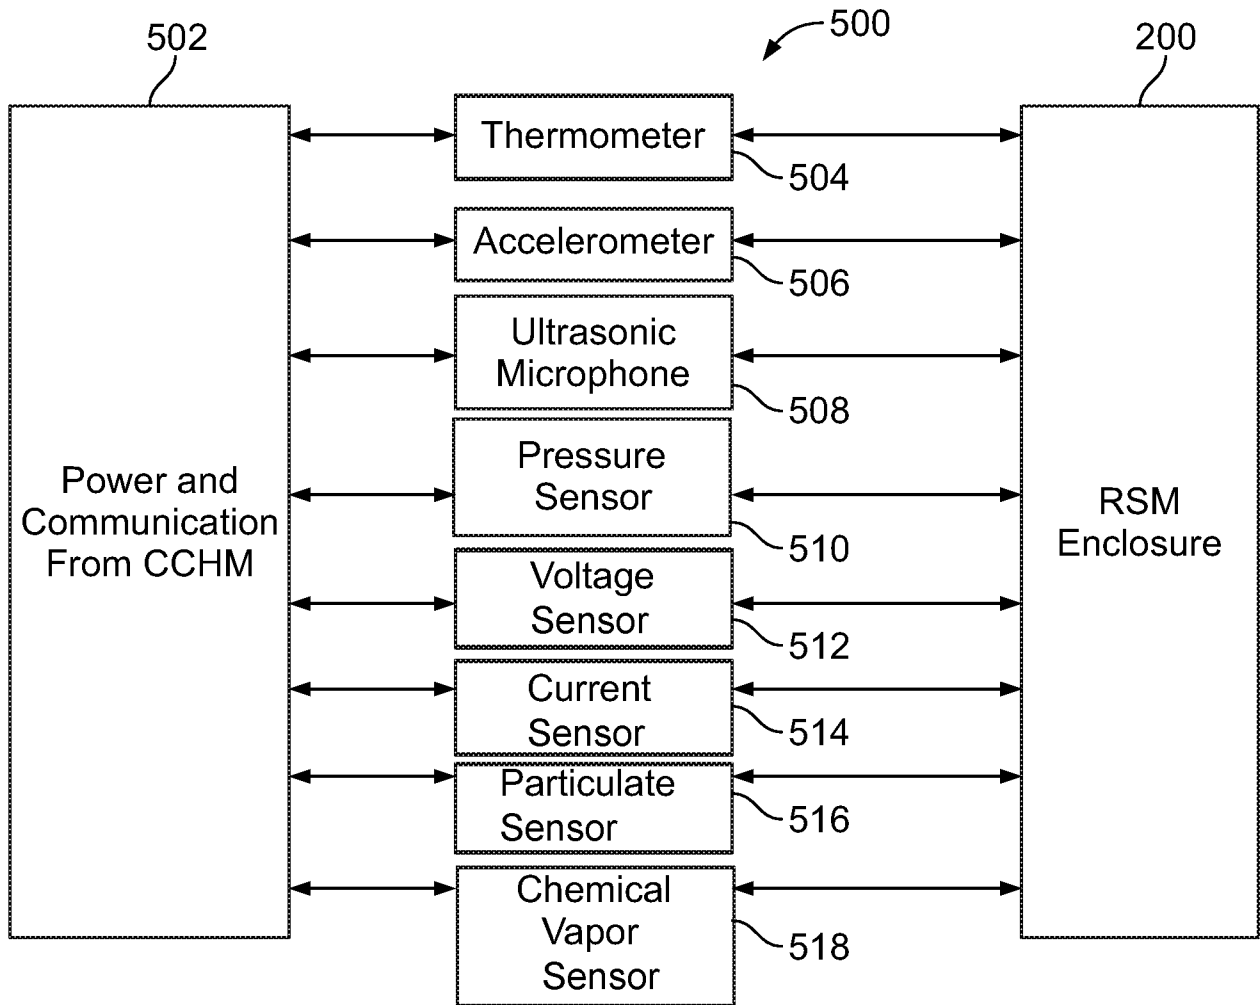 500
502
200
Thermometer
504
Accelerometer
506
Ultrasonic
Microphone
508
Pressure
Sensor
510
Power and
Communication
From CCHM
RSM
Enclosure
Voltage
Sensor
512
Current
Sensor
514
Particulate
Sensor
516
Chemical
Vapor
Sensor
518